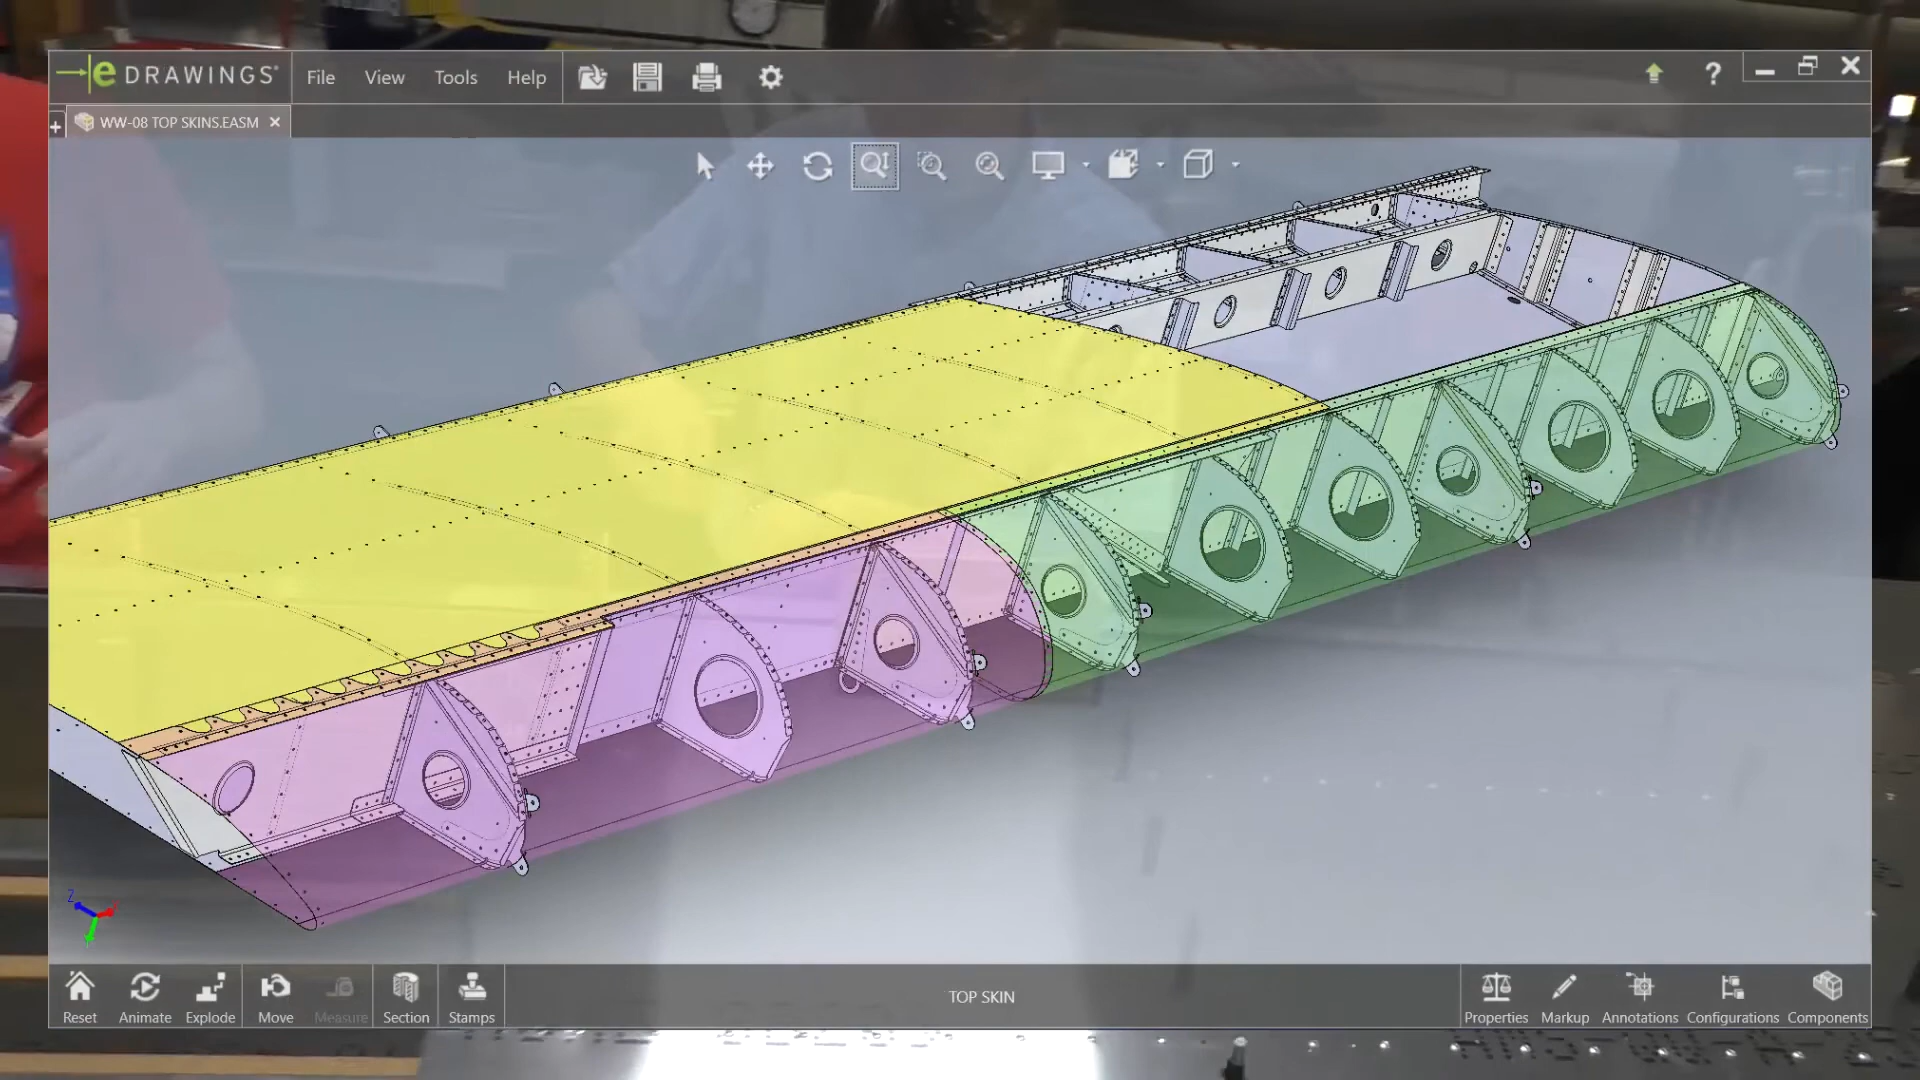 eDRAWINGS®
File View Tools Help
?
WW-08 TOP SKINS.EASM
Z
Reset Animate Explode Move Measure Section Stamps
TOP SKIN
Properties Markup Annotations Configurations Components